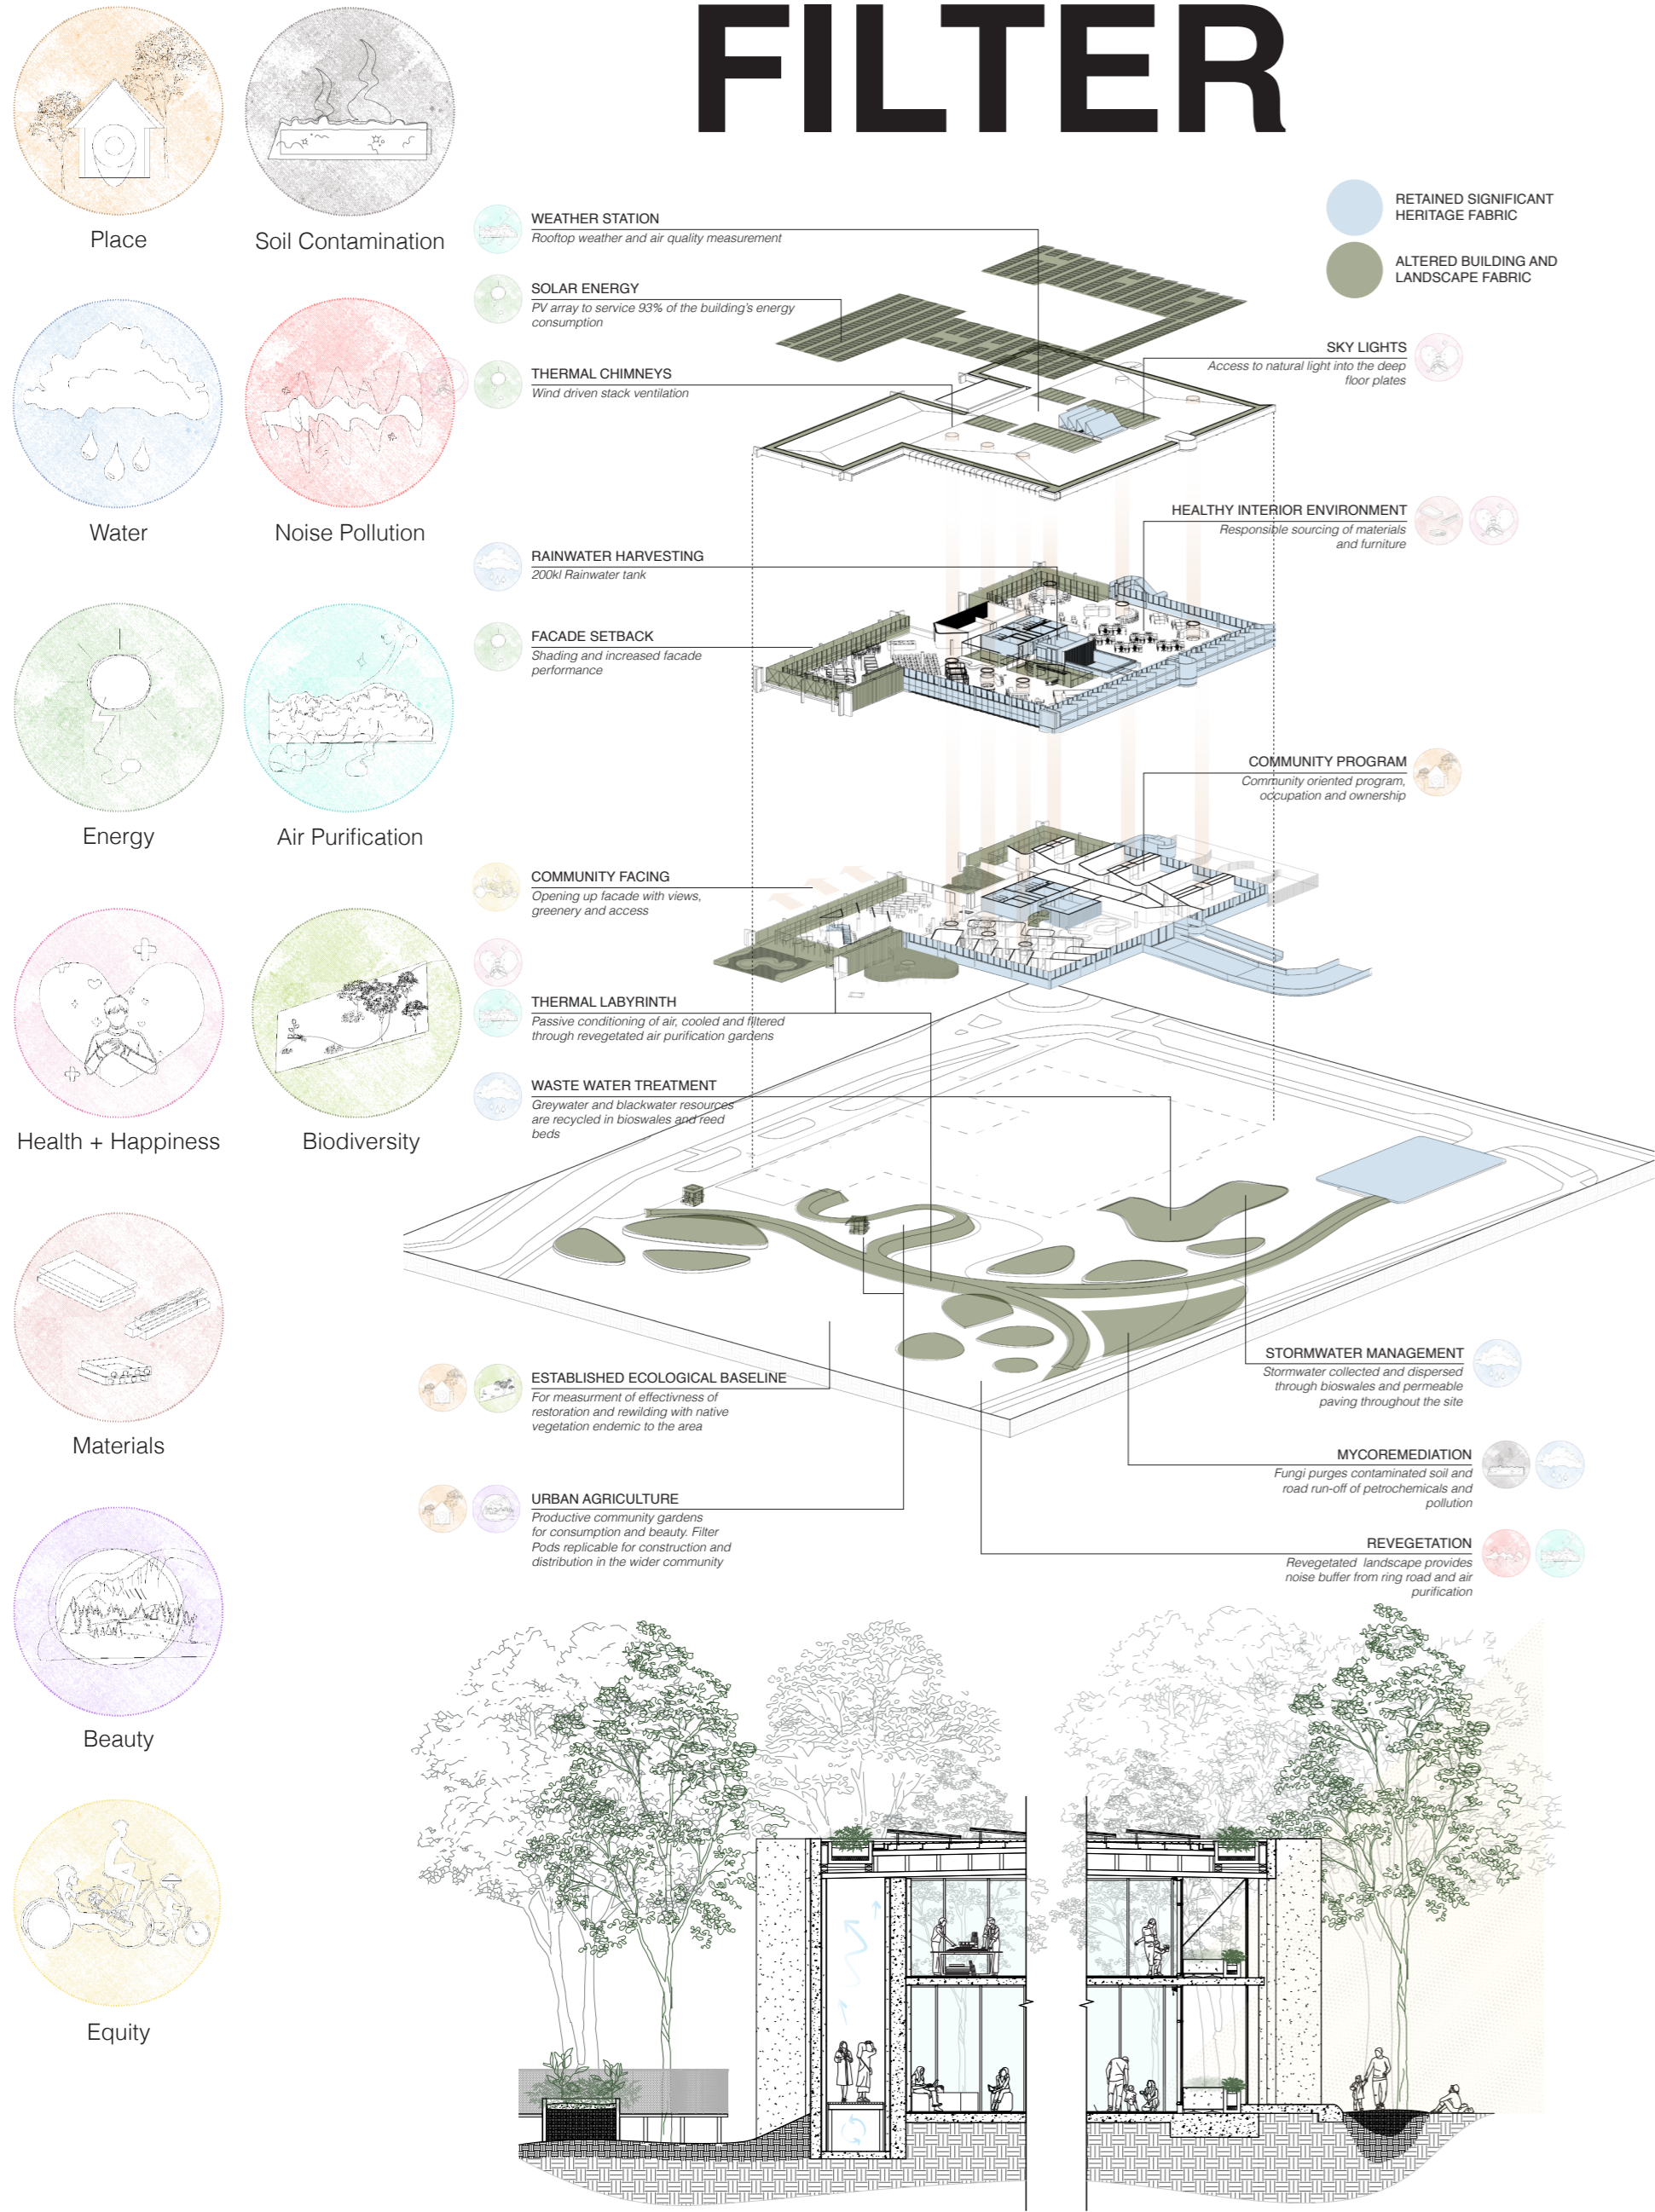 FILTER
Place
Soil Contamination
Water
Noise Pollution
Energy
Air Purification
Health + Happiness
Biodiversity
Materials
Beauty
Equity
RETAINED SIGNIFICANT
HERITAGE FABRIC
ALTERED BUILDING AND
LANDSCAPE FABRIC
WEATHER STATION
Rooftop weather and air quality measurement
SOLAR ENERGY
PV array to service 93% of the building's energy
consumption
THERMAL CHIMNEYS
Wind driven stack ventilation
SKY LIGHTS
Access to natural light into the deep
floor plates
HEALTHY INTERIOR ENVIRONMENT
Responsible sourcing of materials
and furniture
RAINWATER HARVESTING
200kl Rainwater tank
FACADE SETBACK
Shading and increased facade
performance
COMMUNITY PROGRAM
Community oriented program,
occupation and ownership
COMMUNITY FACING
Opening up facade with views,
greenery and access
THERMAL LABYRINTH
Passive conditioning of air, cooled and filtered
through revegetated air purification gardens
WASTE WATER TREATMENT
Greywater and blackwater resources
are recycled in bioswales and reed
beds
ESTABLISHED ECOLOGICAL BASELINE
For measurment of effectivness of
restoration and rewilding with native
vegetation endemic to the area
URBAN AGRICULTURE
Productive community gardens
for consumption and beauty. Filter
Pods replicable for construction and
distribution in the wider community
STORMWATER MANAGEMENT
Stormwater collected and dispersed
through bioswales and permeable
paving throughout the site
MYCOREMEDIATION
Fungi purges contaminated soil and
road run-off of petrochemicals and
pollution
REVEGETATION
Revegetated landscape provides
noise buffer from ring road and air
purification